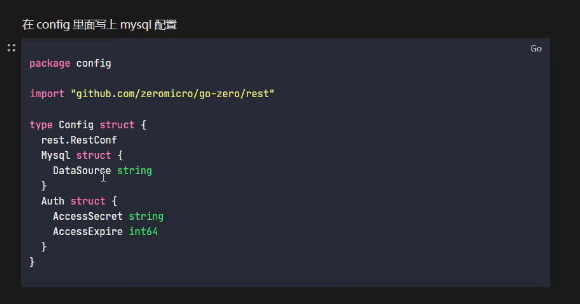 在 config 里面写上 mysql 配置
Go
package config
import "github.com/zeromicro/go-zero/rest"
type Config struct {
  rest.RestConf
  Mysql struct {
    DataSource string
  }
  Auth struct {
    AccessSecret string
    AccessExpire int64
  }
}